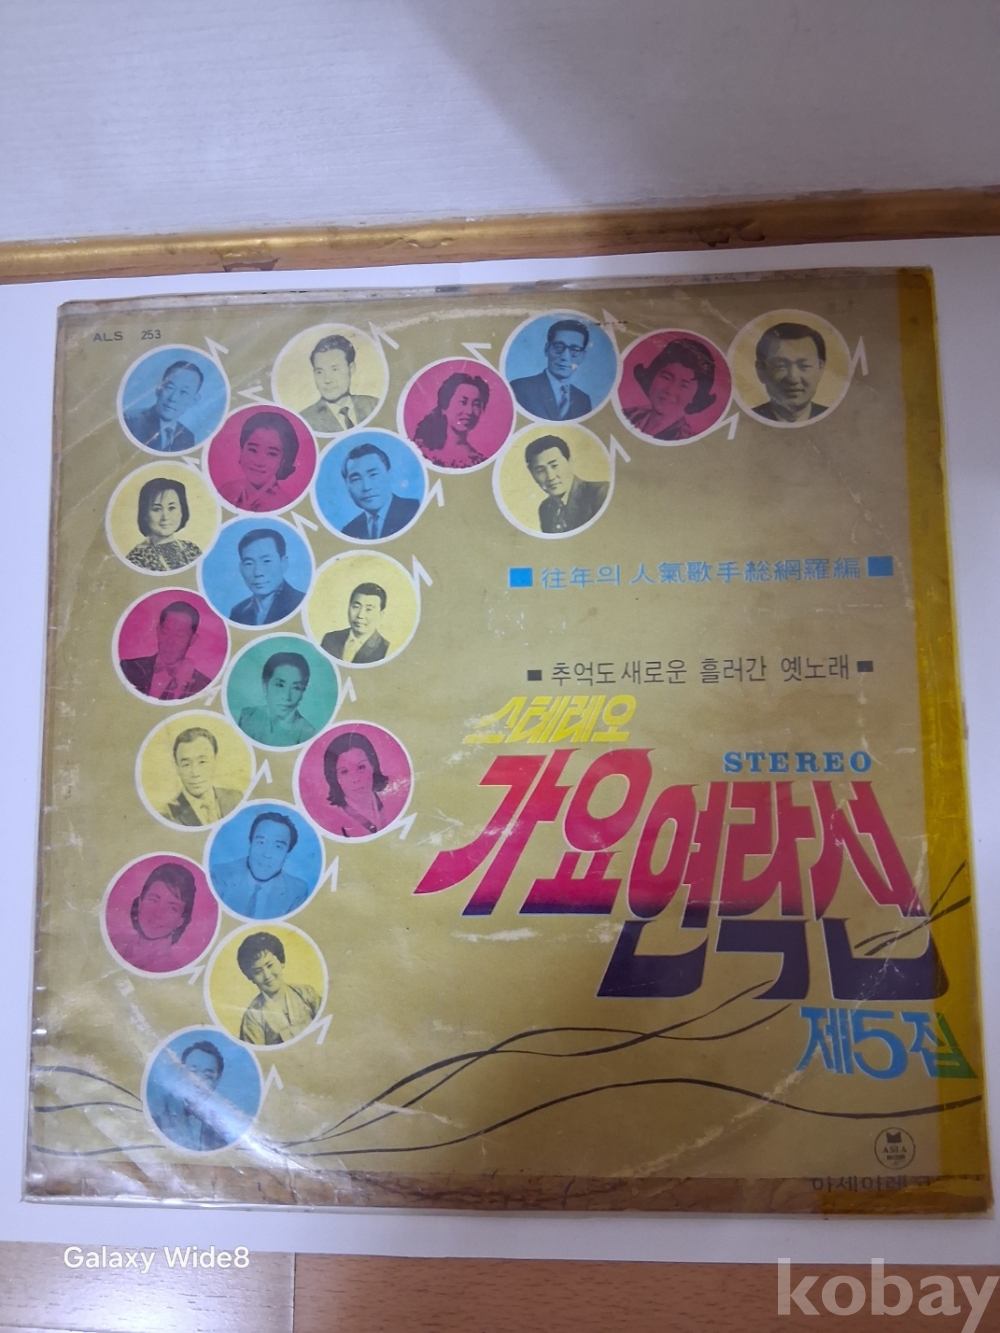 ALS 253
■ 往年의 人氣歌手総網羅編 ■
■ 추억도 새로운 흘러간 옛노래 ■
스테레오
STEREO
가요연락선
제5집
ASIA
아세아레코
Galaxy Wide8
kobay